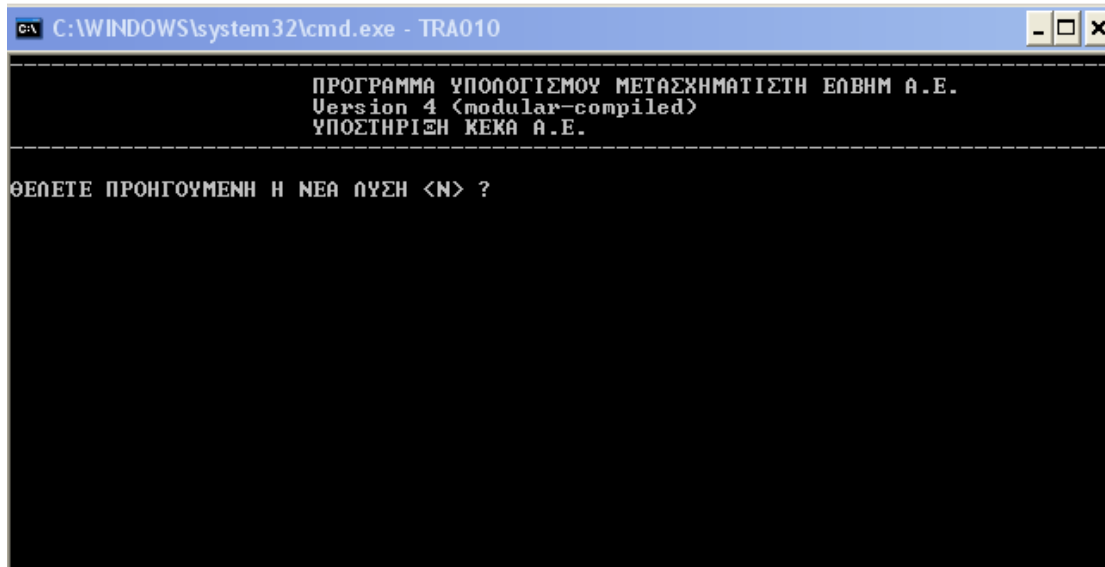 C:\WINDOWS\system32\cmd.exe - TRA010
ΠΡΟΓΡΑΜΜΑ ΥΠΟΛΟΓΙΣΜΟΥ ΜΕΤΑΣΧΗΜΑΤΙΣΤΗ ΕΛΒΗΜ Α.Ε.
Version 4 (modular-compiled)
ΥΠΟΣΤΗΡΙΞΗ ΚΕΚΑ Α.Ε.
ΘΕΛΕΤΕ ΠΡΟΗΓΟΥΜΕΝΗ Η ΝΕΑ ΛΥΣΗ <N> ?